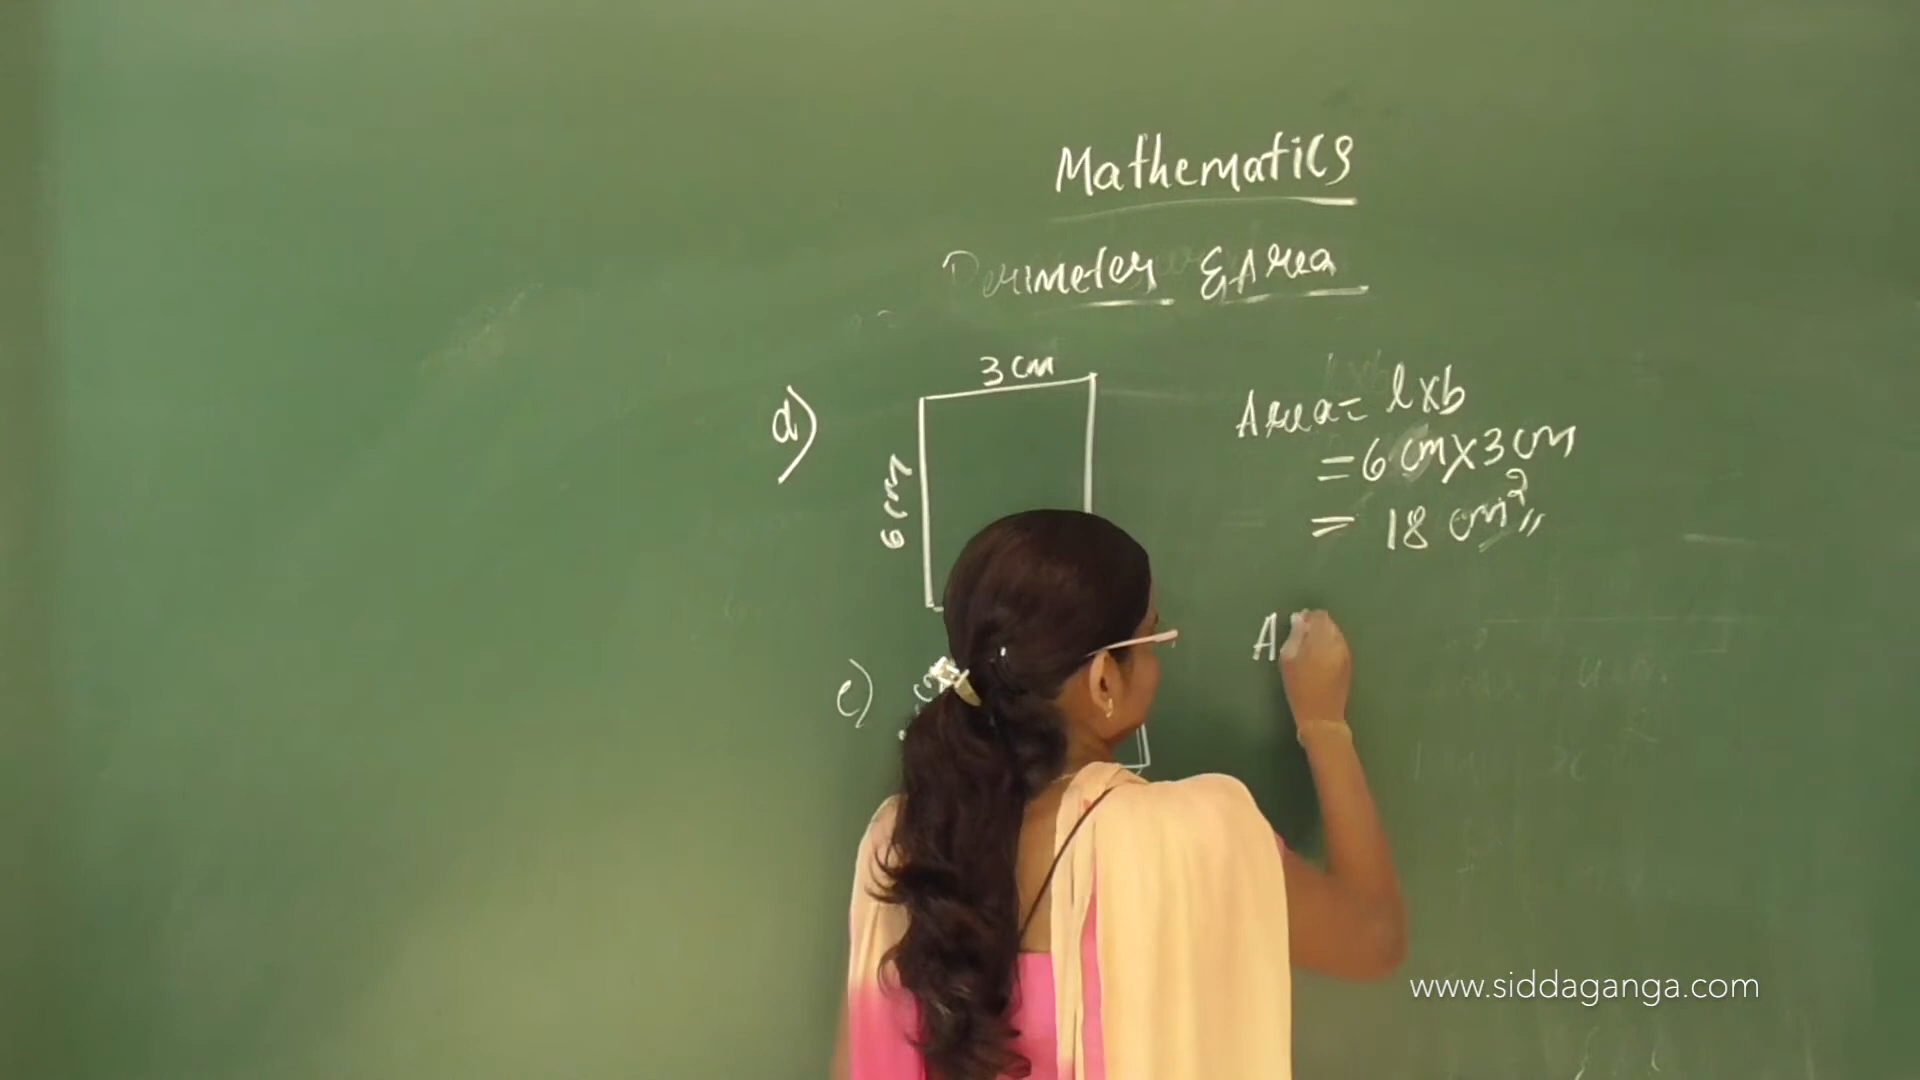 Mathematics
Perimeter & Area
3 cm
d)
6 cm
Area = l x b
= 6 cm x 3 cm
= 18 cm²
e)
A
www.siddaganga.com